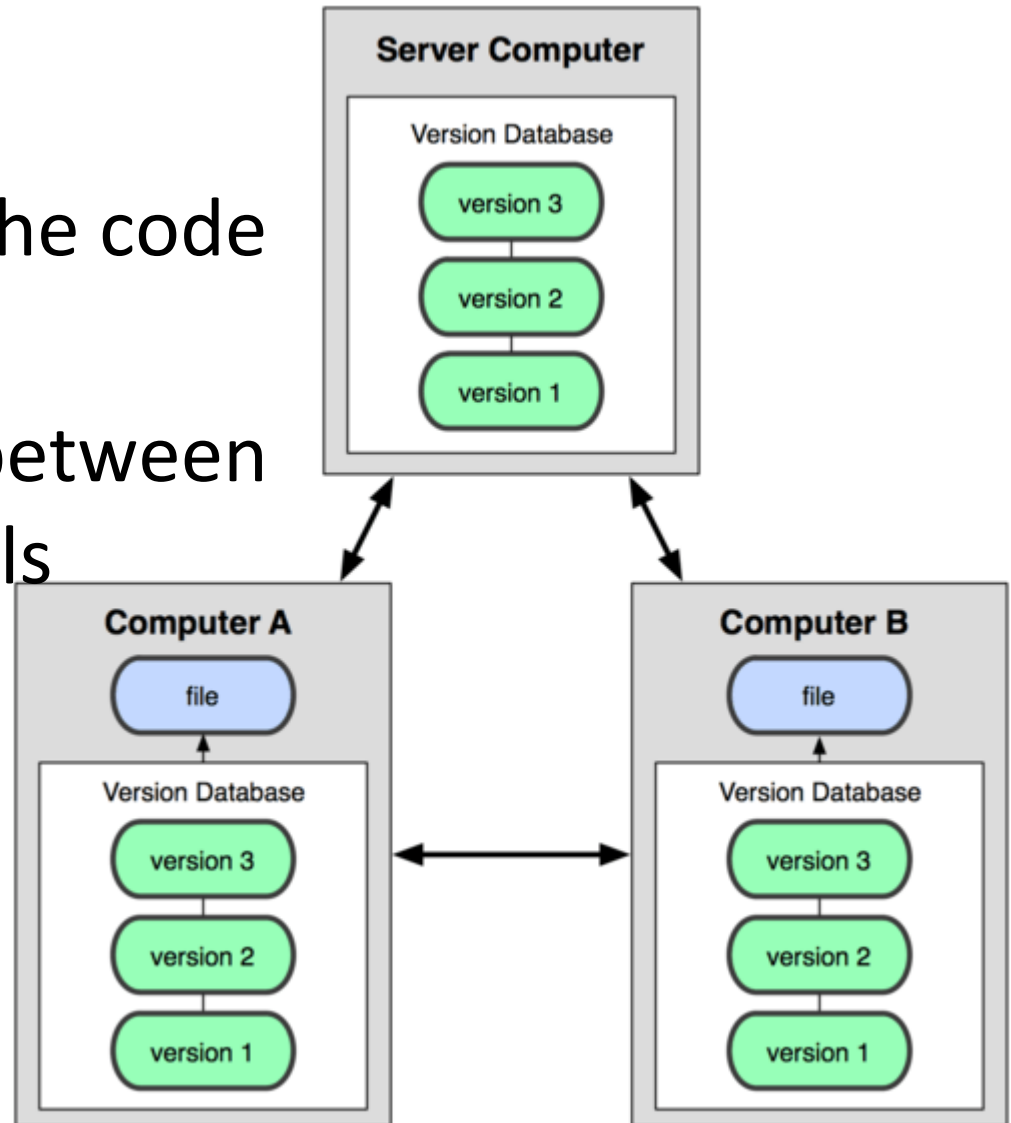 Server Computer
Version Database
version 3
he code
version 2
version 1
between
ls
Computer A
file
Version Database
version 3
version 2
version 1
Computer B
file
Version Database
version 3
version 2
version 1